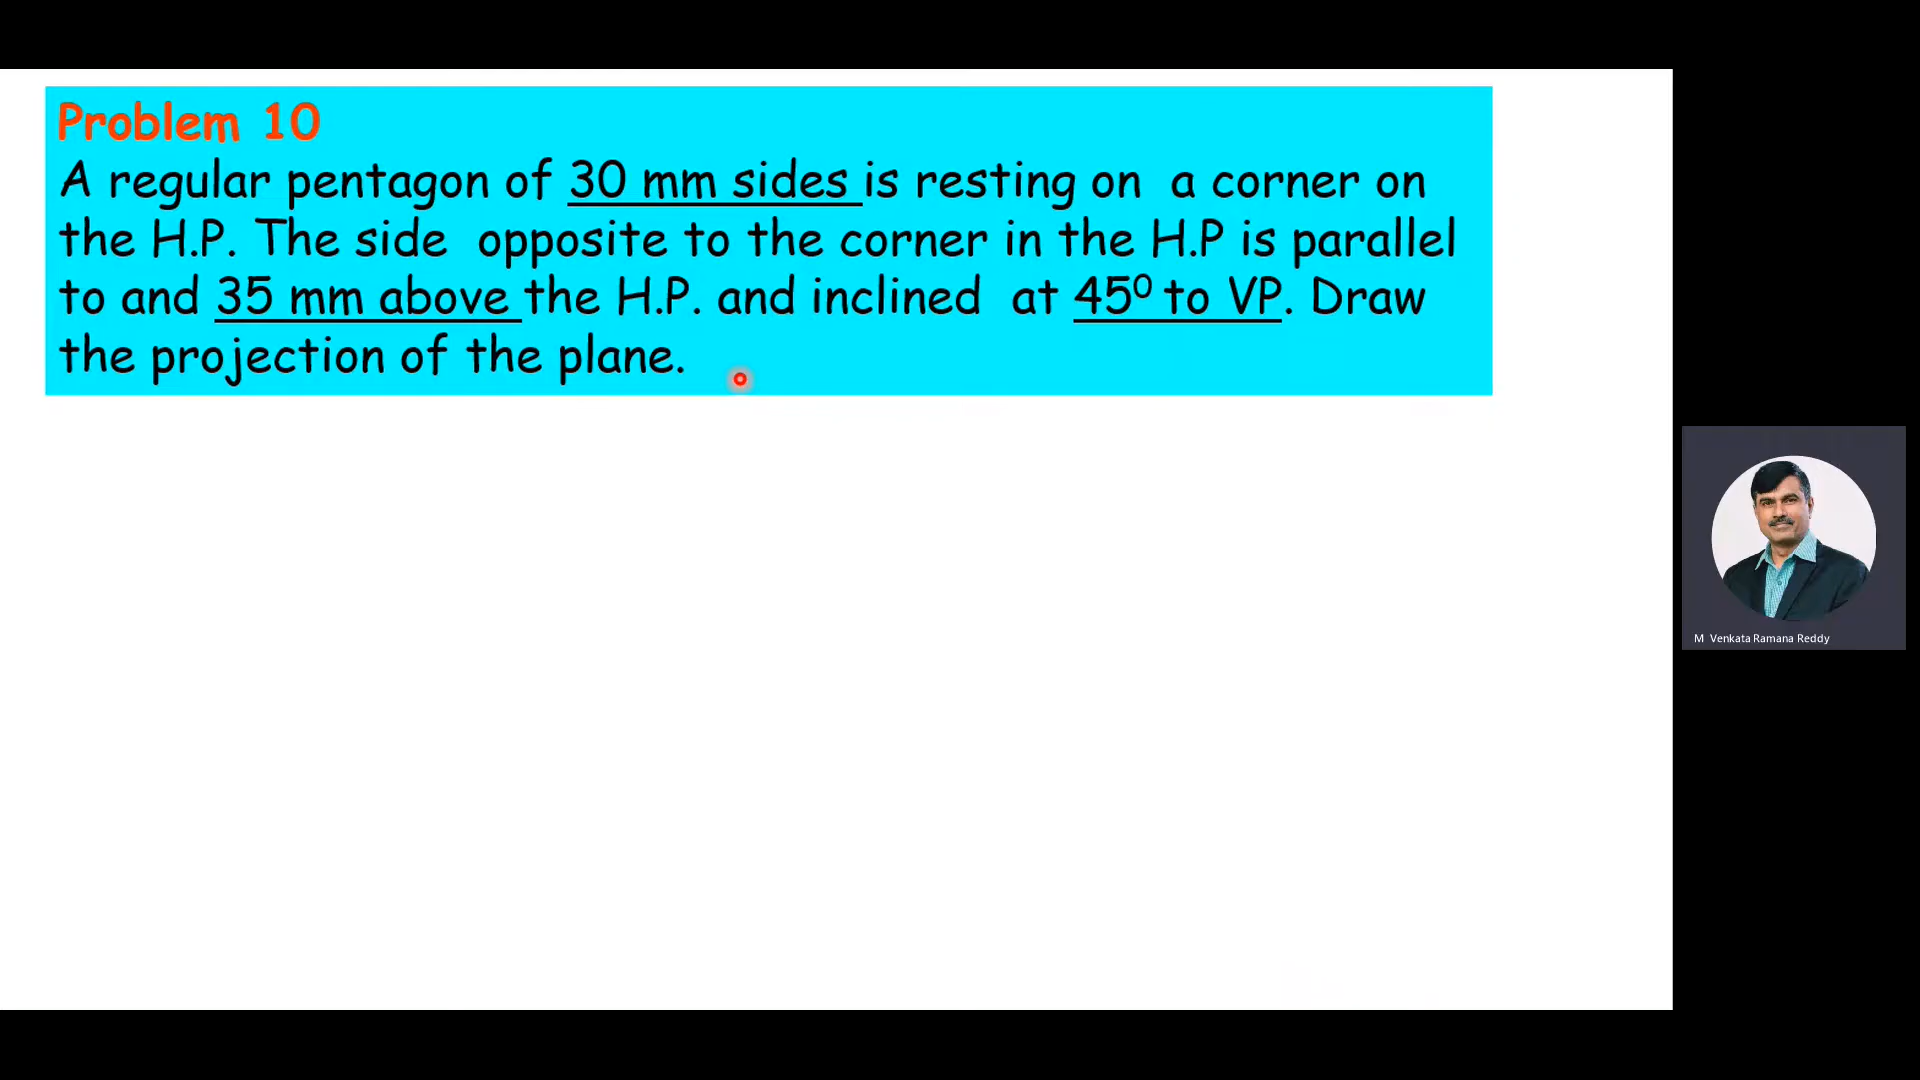 Problem 10
A regular pentagon of 30 mm sides is resting on a corner on
the H.P. The side opposite to the corner in the H.P is parallel
to and 35 mm above the H.P. and inclined at 45⁰ to VP. Draw
the projection of the plane.
M Venkata Ramana Reddy